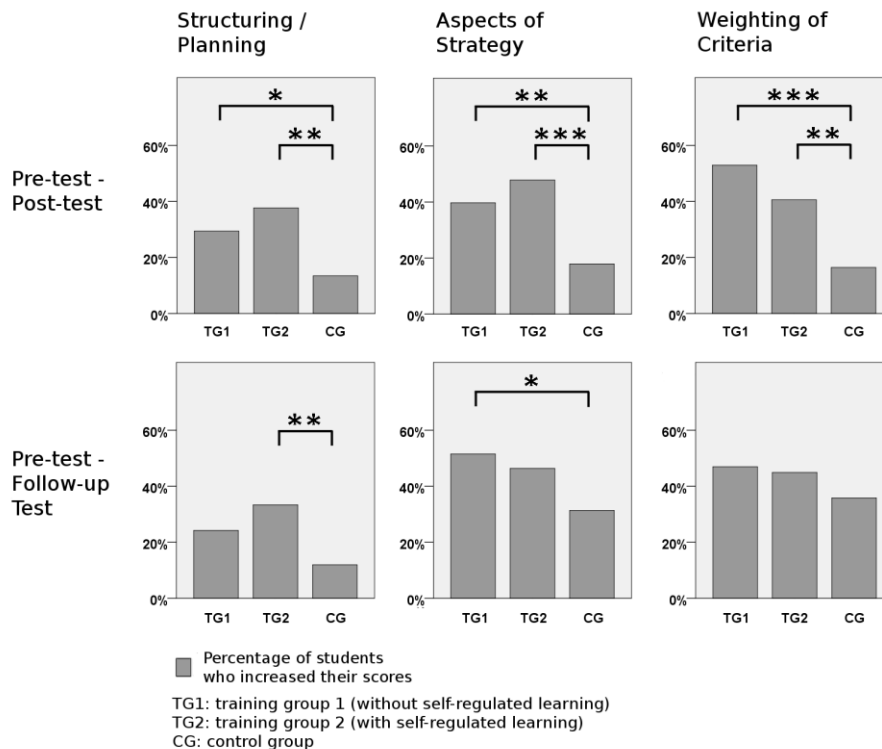 Structuring /
Planning
Aspects of
Strategy
Weighting of
Criteria
Pre-test -
Post-test
60%
40%
20%
0%
*
**
TG1 TG2 CG
60%
40%
20%
0%
**
***
TG1 TG2 CG
60%
40%
20%
0%
***
**
TG1 TG2 CG
Pre-test -
Follow-up
Test
60%
40%
20%
0%
**
TG1 TG2 CG
60%
40%
20%
0%
*
TG1 TG2 CG
60%
40%
20%
0%
TG1 TG2 CG
Percentage of students
who increased their scores
TG1: training group 1 (without self-regulated learning)
TG2: training group 2 (with self-regulated learning)
CG: control group